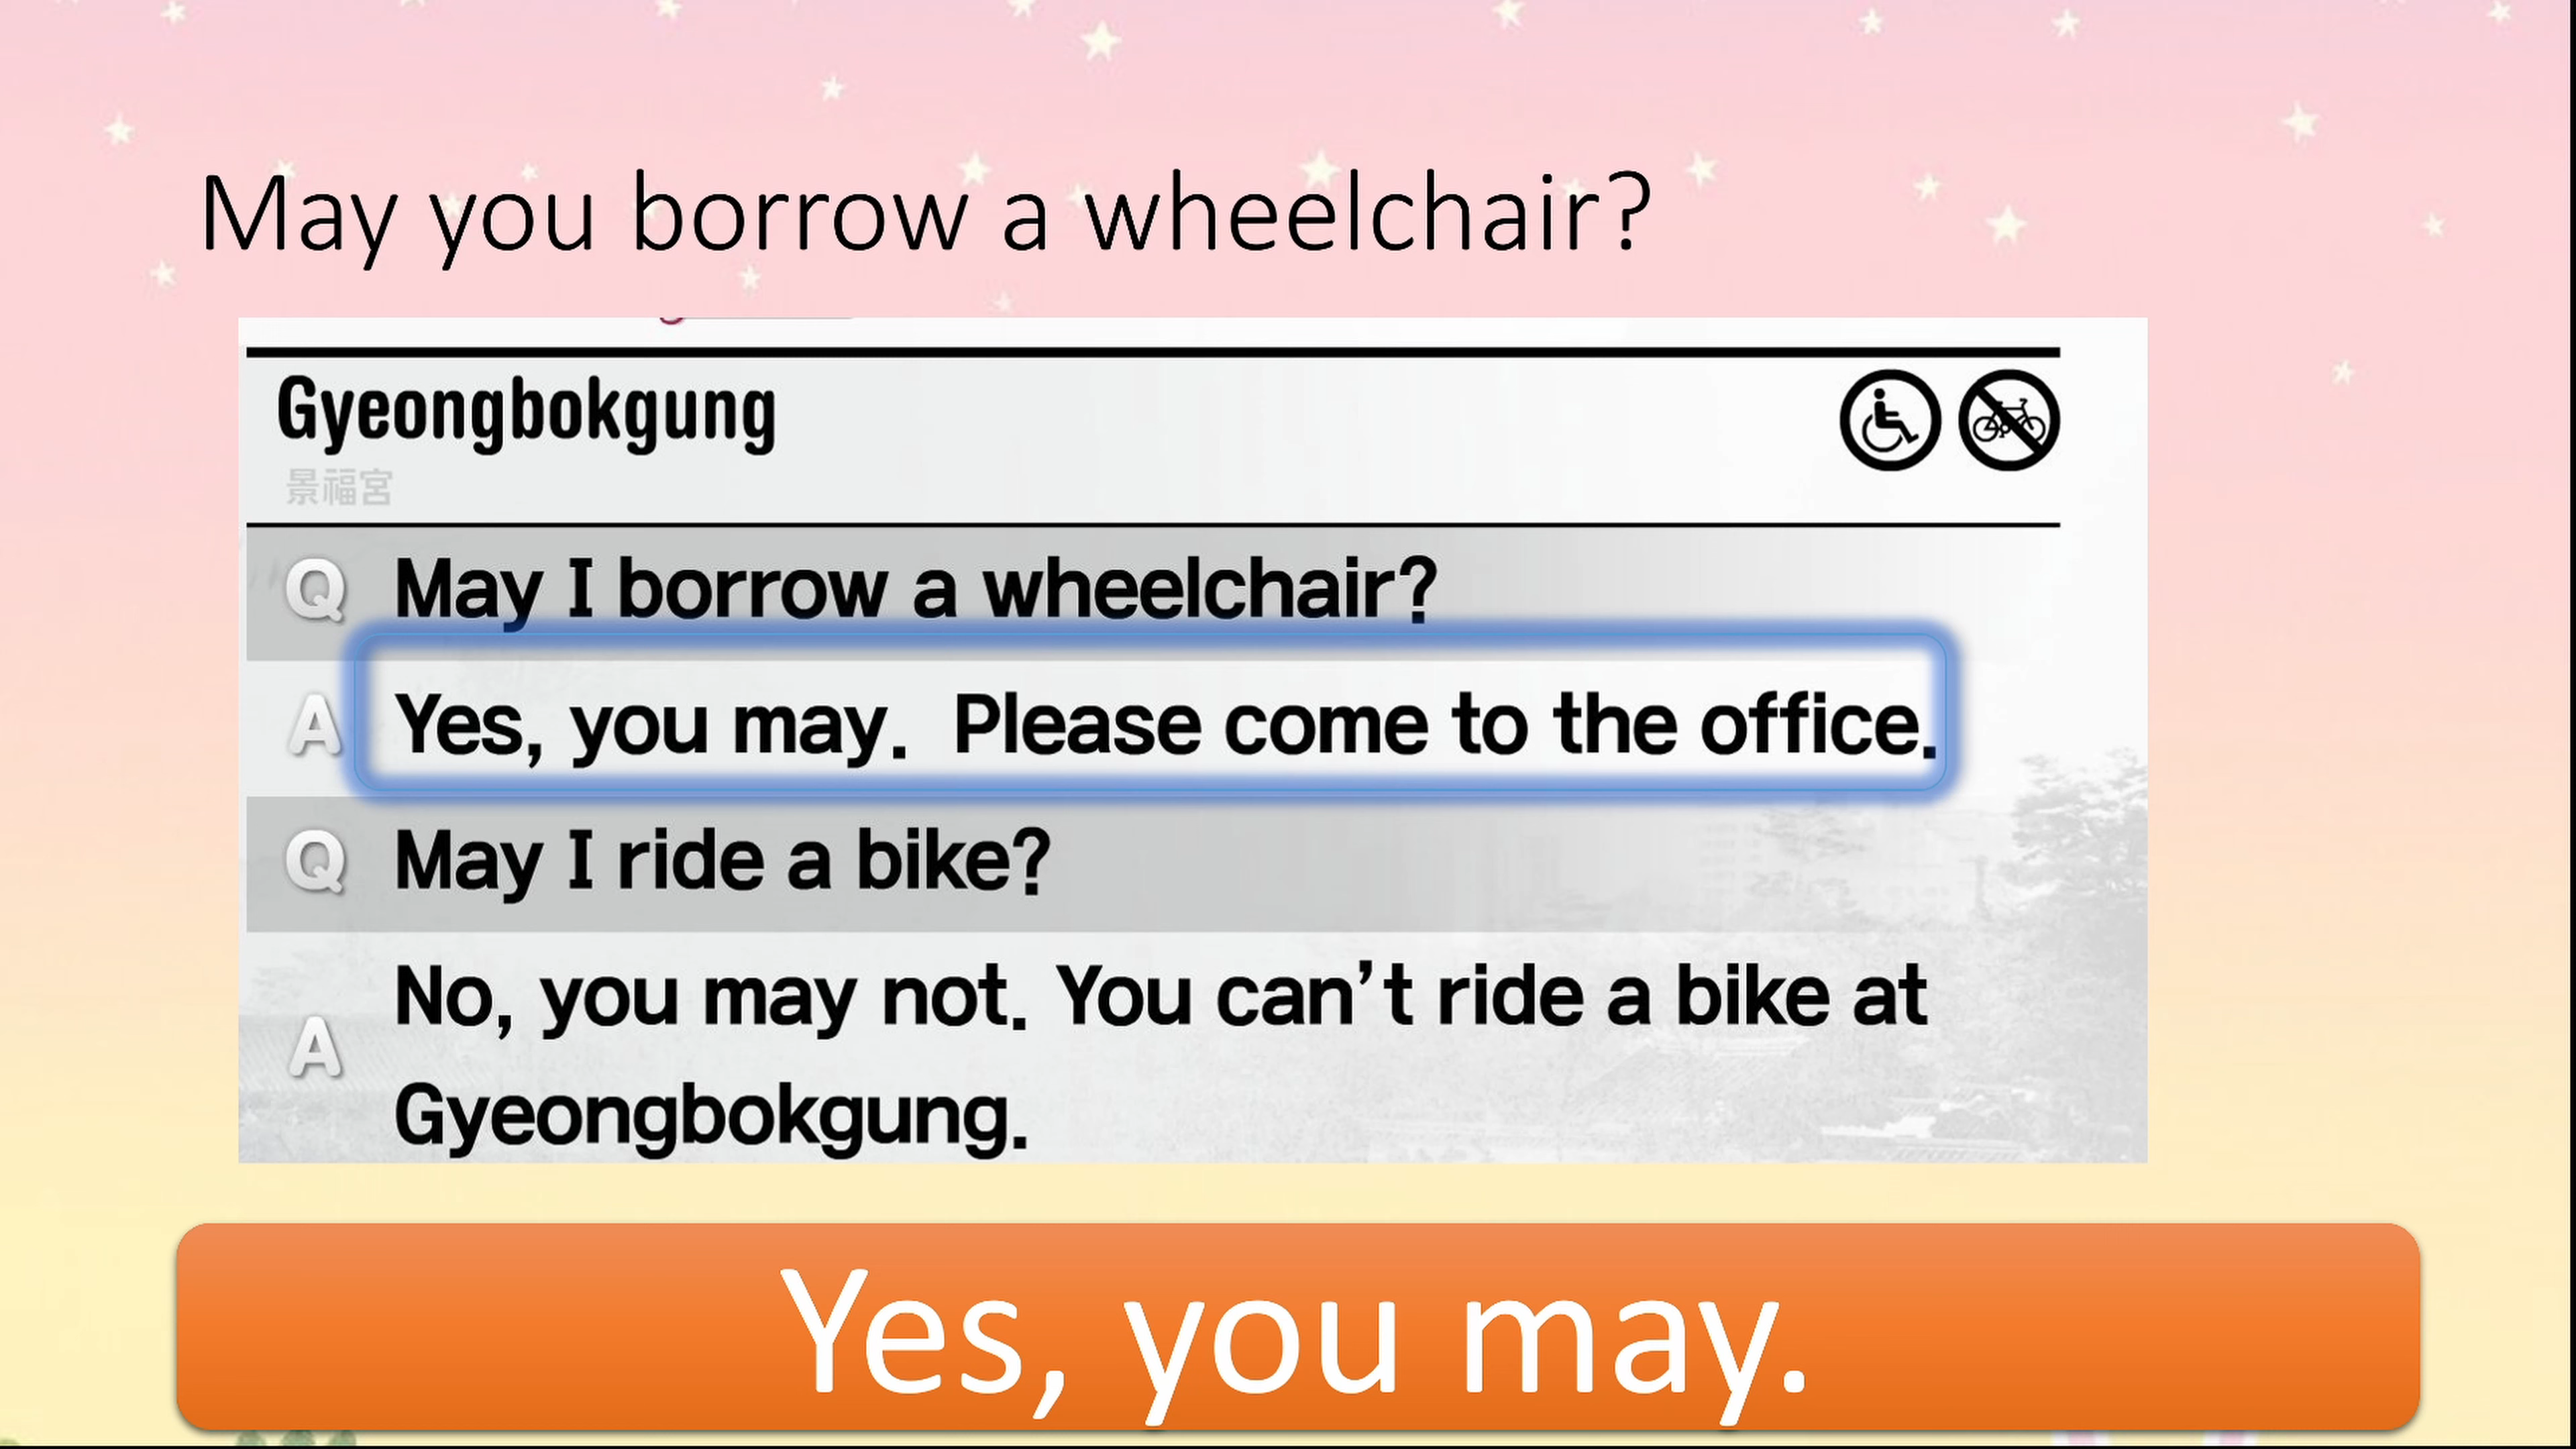 May you borrow a wheelchair?
Gyeongbokgung
景福宮
Q May I borrow a wheelchair?
A Yes, you may. Please come to the office.
Q May I ride a bike?
A No, you may not. You can't ride a bike at
Gyeongbokgung.
Yes, you may.